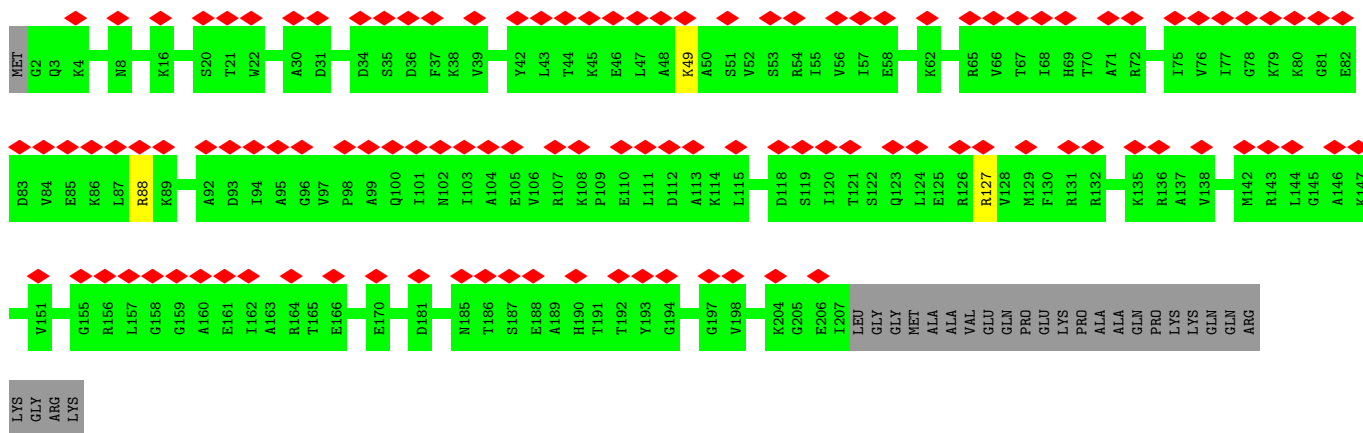 MET G2 Q3 K4 N8 K16 S20 T21 W22 A30 D31 D34 S35 D36 F37 K38 V39 Y42 L43 T44 K45 E46 L47 A48 K49 A50 S51 V52 S53 R54 I55 V56 I57 E58 K62 R65 V66 T67 I68 H69 T70 A71 R72 I75 V76 I77 G78 K79 K80 G81 E82
D83 V84 E85 K86 L87 R88 K89 A92 D93 I94 A95 G96 V97 P98 A99 Q100 I101 N102 I103 A104 E105 V106 R107 K108 P109 E110 L111 D112 A113 K114 L115 D118 S119 I120 T121 S122 Q123 L124 E125 R126 R127 V128 M129 F130 R131 R132 K135 R136 A137 V138 M142 R143 L144 G145 A146 K147
V151 G155 R156 L157 G158 G159 A160 E161 I162 A163 R164 T165 E166 E170 D181 N185 T186 S187 E188 A189 H190 T191 T192 Y193 G194 G197 V198 K204 G205 E206 I207 LEU GLY GLY MET ALA ALA VAL GLU GLN PRO GLU LYS PRO ALA ALA GLN PRO LYS LYS GLN GLN ARG
LYS GLY ARG LYS